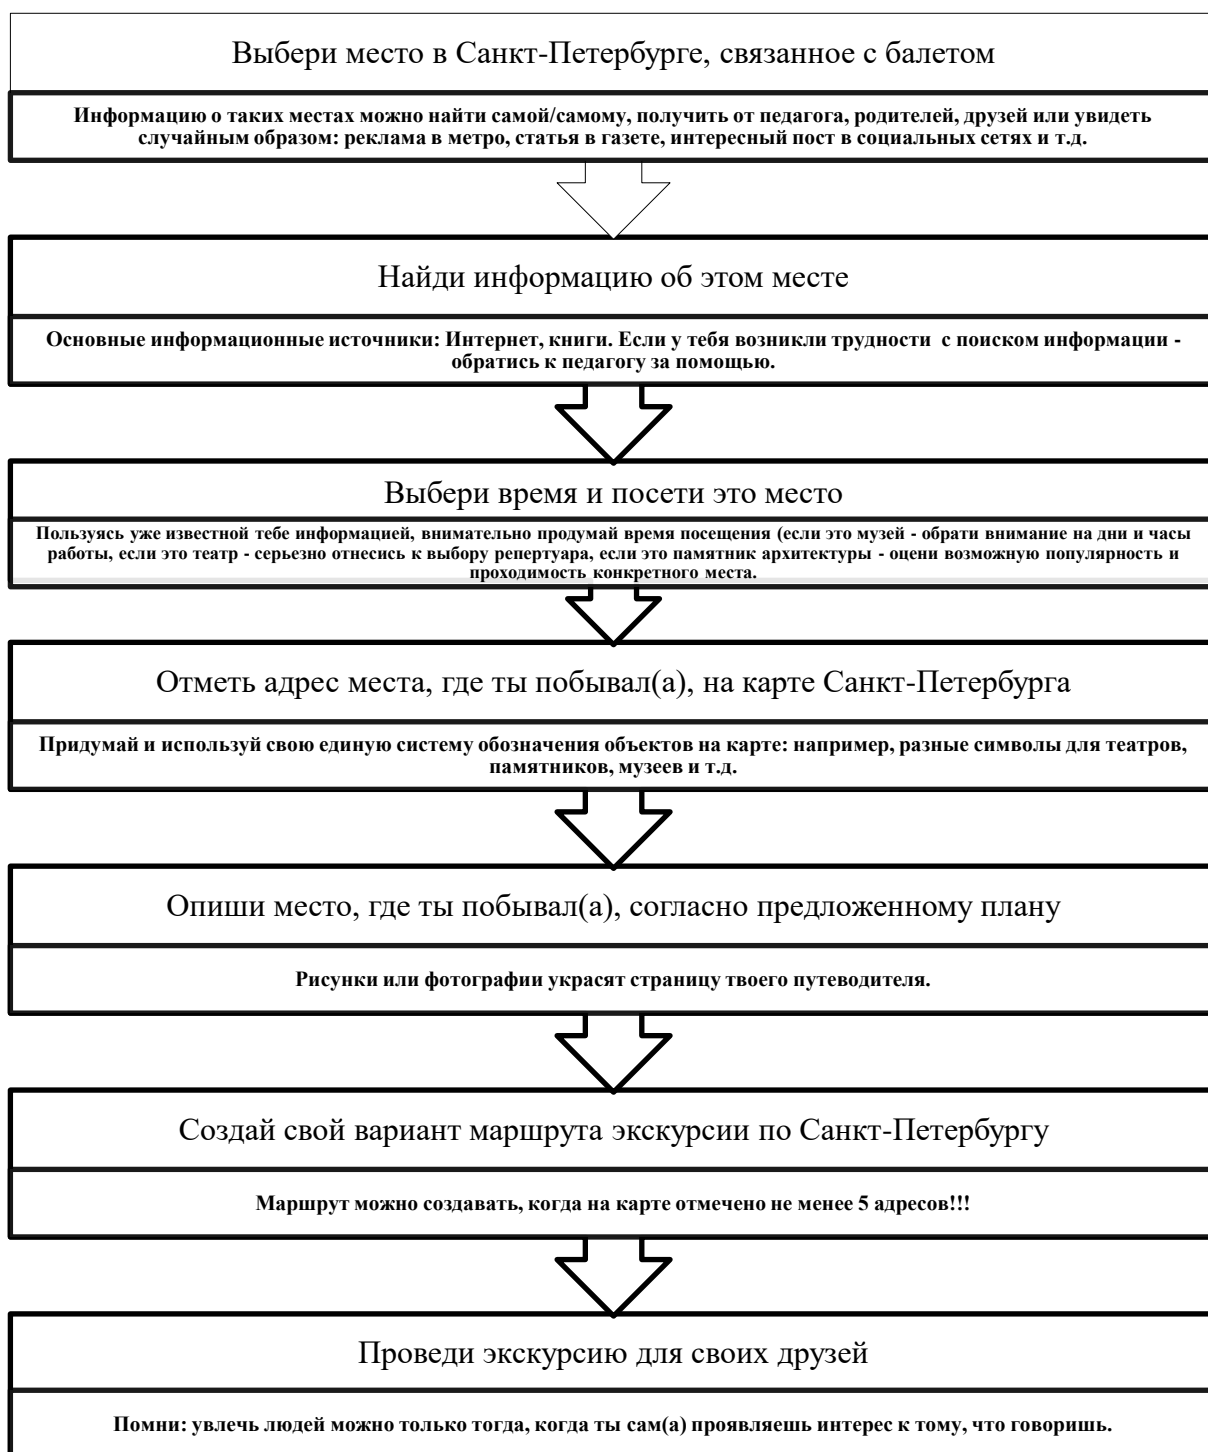 Выбери место в Санкт-Петербурге, связанное с балетом
Информацию о таких местах можно найти самой/самому, получить от педагога, родителей, друзей или увидеть
случайным образом: реклама в метро, статья в газете, интересный пост в социальных сетях и т.д.
Найди информацию об этом месте
Основные информационные источники: Интернет, книги. Если у тебя возникли трудности с поиском информации -
обратись к педагогу за помощью.
Выбери время и посети это место
Пользуясь уже известной тебе информацией, внимательно продумай время посещения (если это музей - обрати внимание на дни и часы
работы, если это театр - серьезно отнесись к выбору репертуара, если это памятник архитектуры - оцени возможную популярность и
проходимость конкретного места.
Отметь адрес места, где ты побывал(а), на карте Санкт-Петербурга
Придумай и используй свою единую систему обозначения объектов на карте: например, разные символы для театров,
памятников, музеев и т.д.
Опиши место, где ты побывал(а), согласно предложенному плану
Рисунки или фотографии украсят страницу твоего путеводителя.
Создай свой вариант маршрута экскурсии по Санкт-Петербургу
Маршрут можно создавать, когда на карте отмечено не менее 5 адресов!!!
Проведи экскурсию для своих друзей
Помни: увлечь людей можно только тогда, когда ты сам(а) проявляешь интерес к тому, что говоришь.